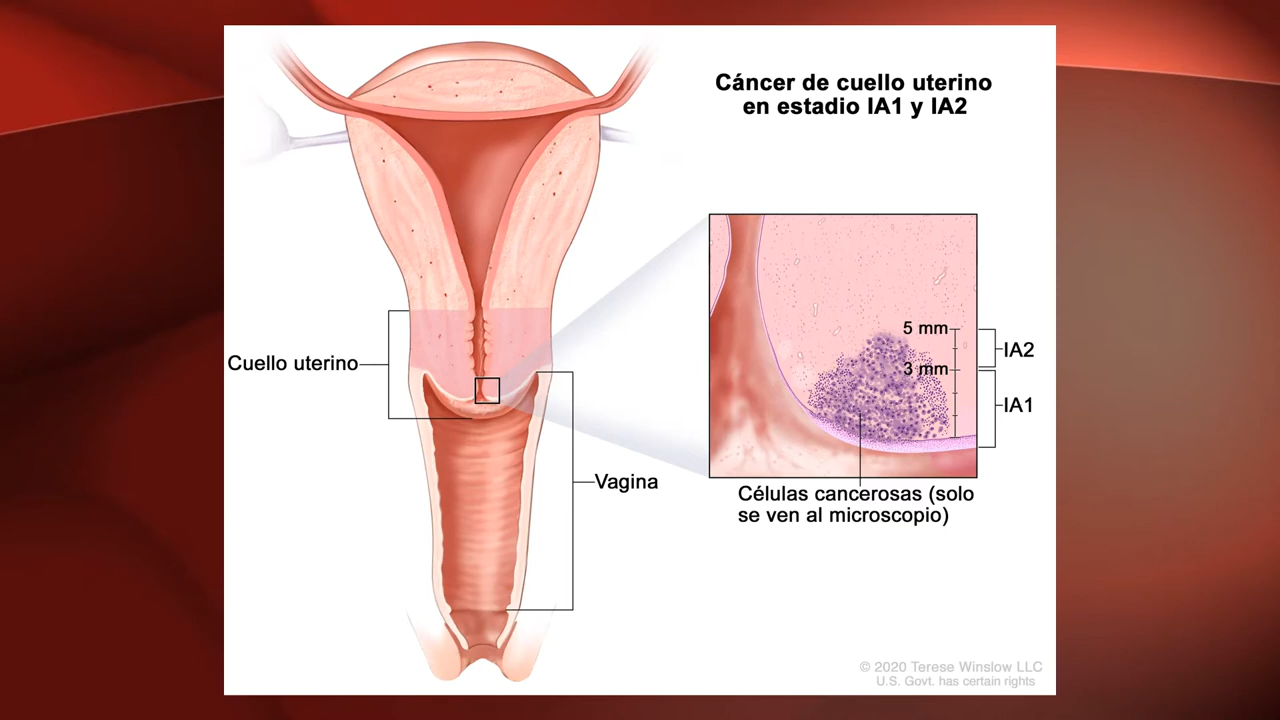 Cáncer de cuello uterino
en estadio IA1 y IA2
5 mm
IA2
3 mm
Cuello uterino
IA1
Vagina
Células cancerosas (solo
se ven al microscopio)
© 2020 Terese Winslow LLC
U.S. Govt. has certain rights